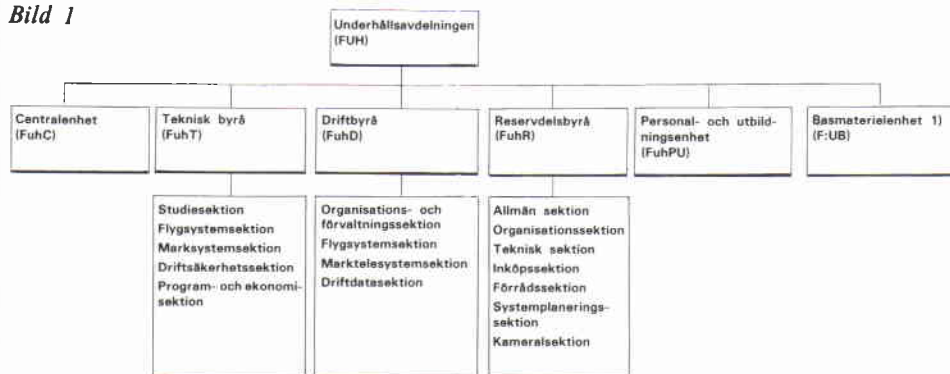 Bild 1
Underhållsavdelningen
(FUH)
Centralenhet
(FuhC)
Teknisk byrå
(FuhT)
Driftbyrå
(FuhD)
Reservdelsbyrå
(FuhR)
Personal- och utbild-
ningsenhet
(FuhPU)
Basmaterielenhet 1)
(F:UB)
Studiesektion
Flygsystemsektion
Marksystemsektion
Driftsäkerhetssektion
Program- och ekonomi-
sektion
Organisations- och
förvaltningssektion
Flygsystemsektion
Marktelesystemsektion
Driftdatasektion
Allmän sektion
Organisationssektion
Teknisk sektion
Inköpssektion
Förrådssektion
Systemplanerings-
sektion
Kameralsektion